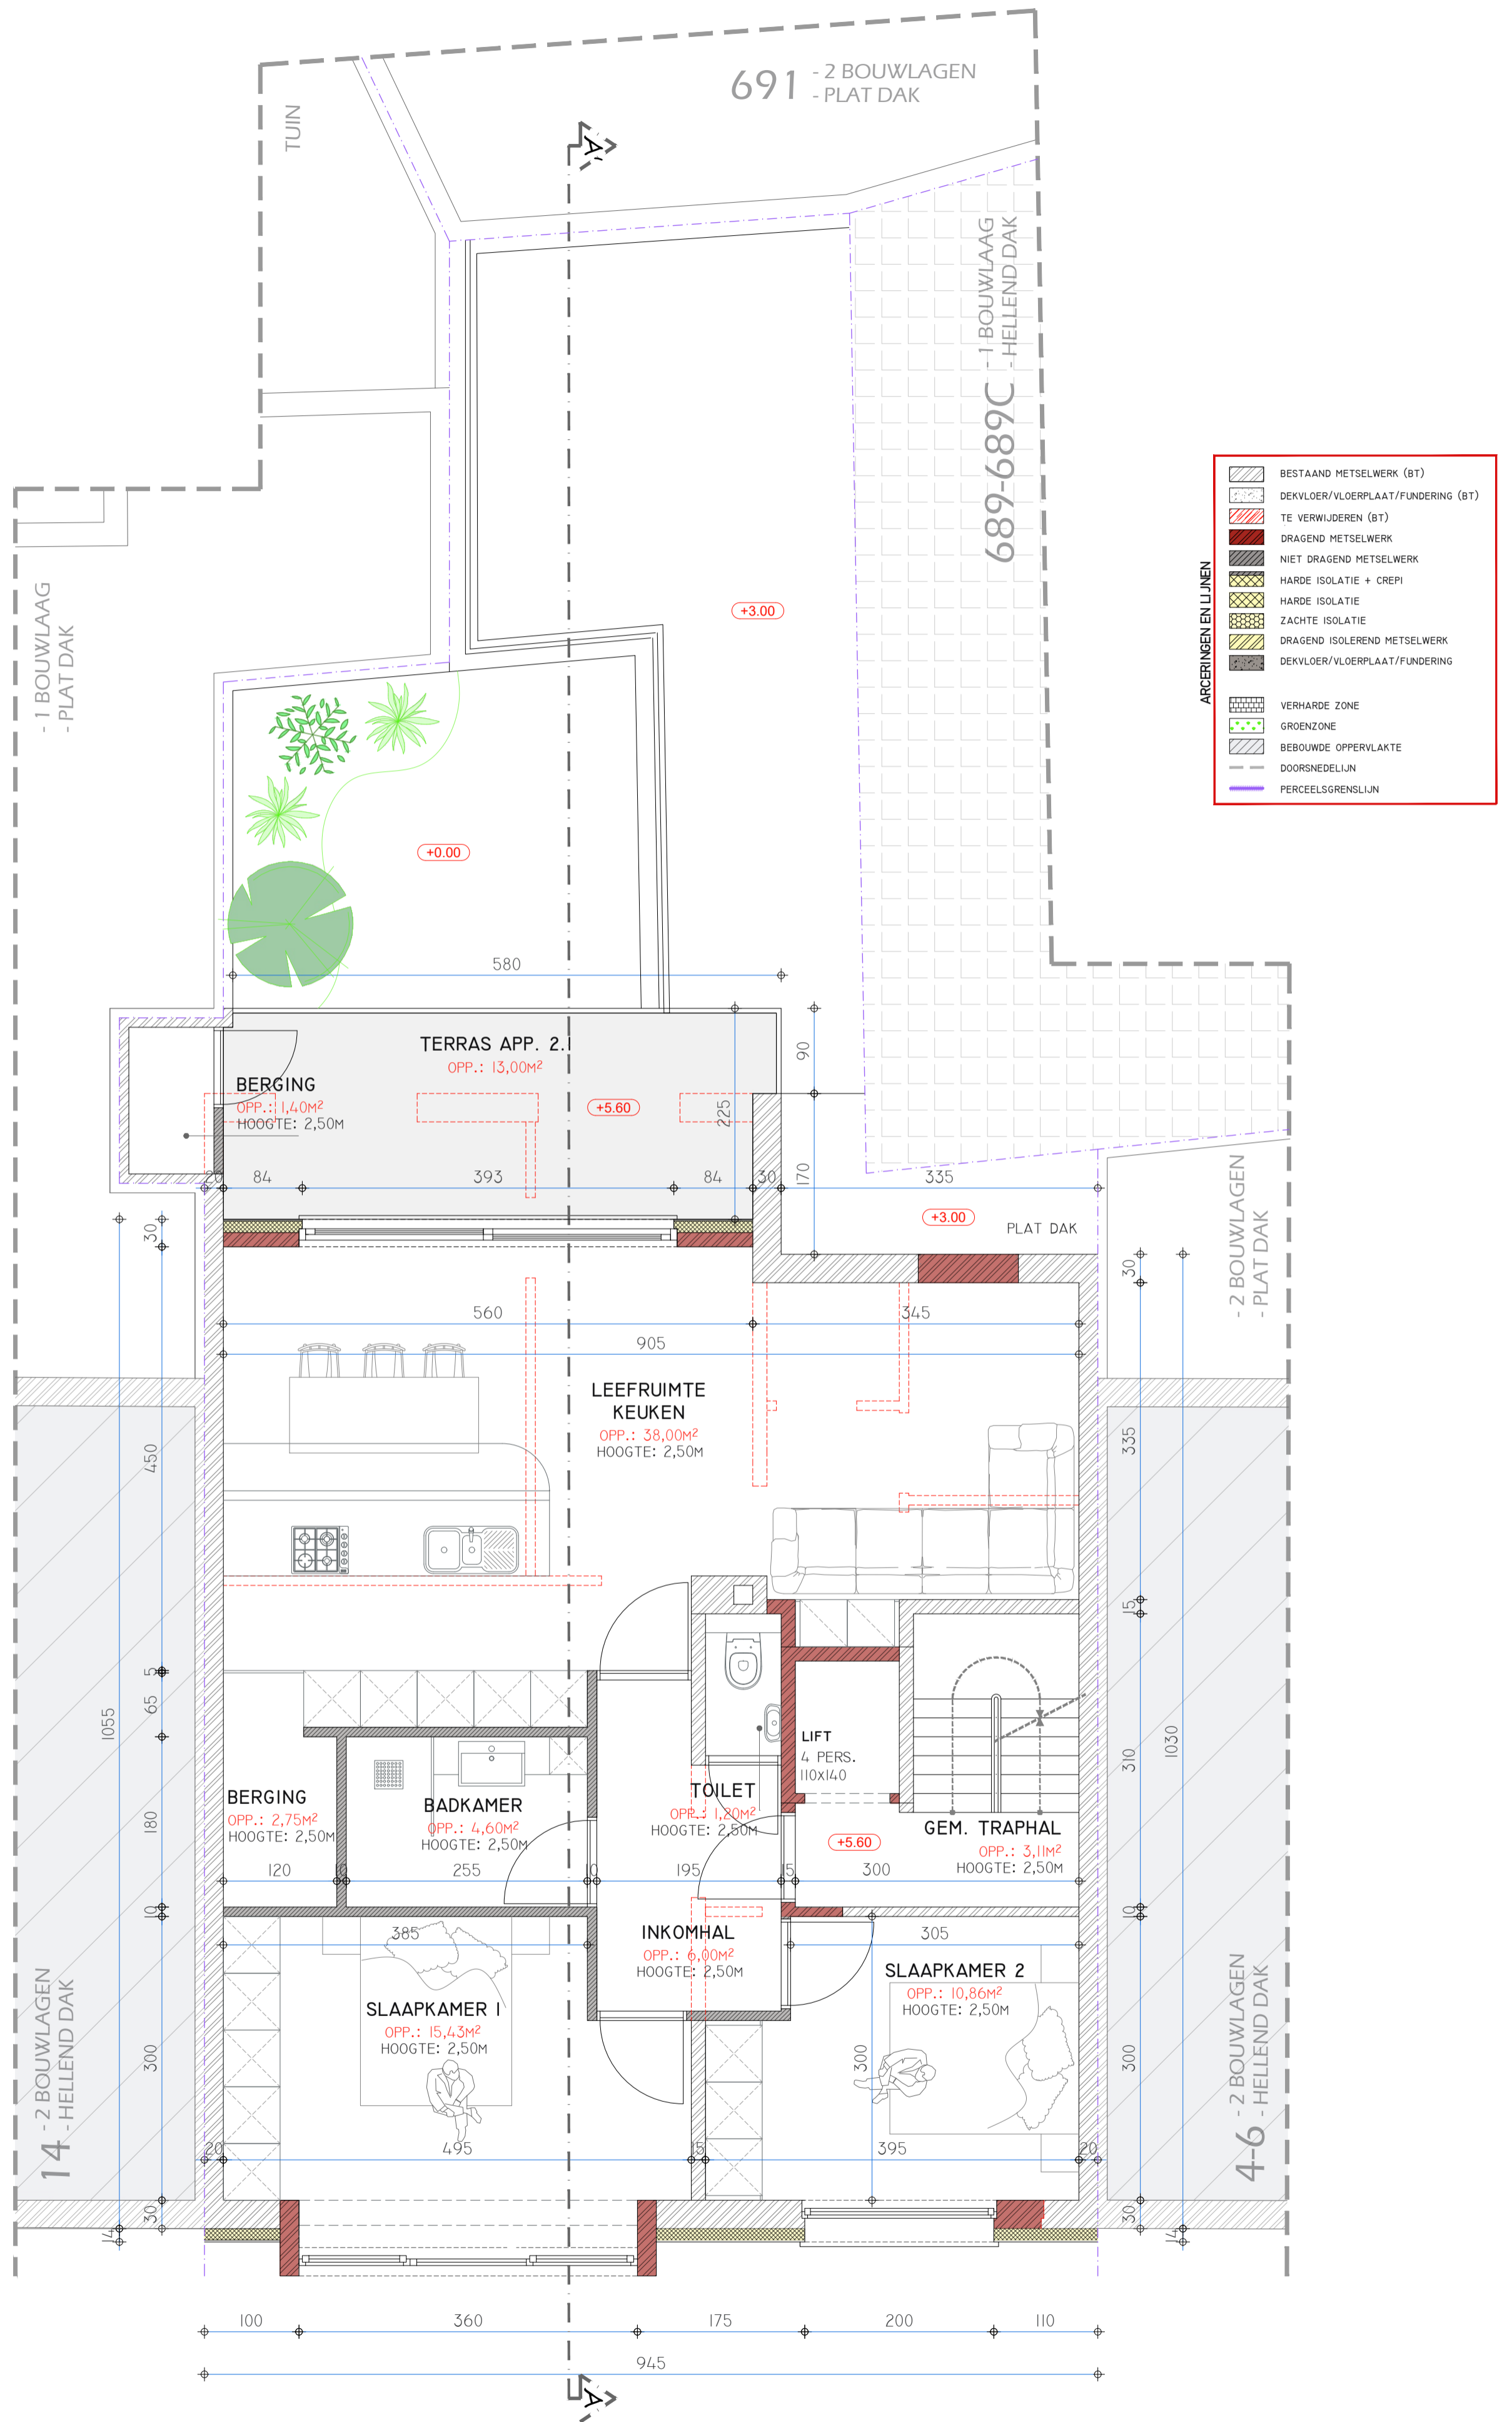 691
- 2 BOUWLAGEN
- PLAT DAK
TUIN
A'
689-689C
- 1 BOUWLAAG
- HELLEND DAK
ARCERINGEN EN LIJNEN
BESTAAND METSELWERK (BT)
DEKVLOER/VLOERPLAAT/FUNDERING (BT)
TE VERWIJDEREN (BT)
DRAGEND METSELWERK
NIET DRAGEND METSELWERK
HARDE ISOLATIE + CREPI
HARDE ISOLATIE
ZACHTE ISOLATIE
DRAGEND ISOLEREND METSELWERK
DEKVLOER/VLOERPLAAT/FUNDERING
VERHARDE ZONE
GROENZONE
BEBOUWDE OPPERVLAKTE
DOORSNEDELIJN
PERCEELSGRENSLIJN
- 1 BOUWLAAG
- PLAT DAK
+3.00
+0.00
580
TERRAS APP. 2.1
OPP.: 13,00M²
90
BERGING
OPP.: 1,40M²
HOOGTE: 2,50M
+5.60
225
170
20
84
393
84
30
335
+3.00
PLAT DAK
- 2 BOUWLAGEN
- PLAT DAK
30
30
560
345
905
LEEFRUIMTE
KEUKEN
OPP.: 38,00M²
HOOGTE: 2,50M
450
335
15
5
65
1055
1030
310
LIFT
4 PERS.
110x140
BERGING
OPP.: 2,75M²
HOOGTE: 2,50M
BADKAMER
OPP.: 4,60M²
HOOGTE: 2,50M
TOILET
OPP.: 1,20M²
HOOGTE: 2,50M
+5.60
GEM. TRAPHAL
OPP.: 3,11M²
HOOGTE: 2,50M
180
120
10
255
10
195
15
300
10
10
385
INKOMHAL
OPP.: 6,00M²
HOOGTE: 2,50M
305
SLAAPKAMER 1
OPP.: 15,43M²
HOOGTE: 2,50M
SLAAPKAMER 2
OPP.: 10,86M²
HOOGTE: 2,50M
300
300
300
14
- 2 BOUWLAGEN
- HELLEND DAK
4-6
- 2 BOUWLAGEN
- HELLEND DAK
20
495
15
395
20
30
14
30
14
100
360
175
200
110
945
A'